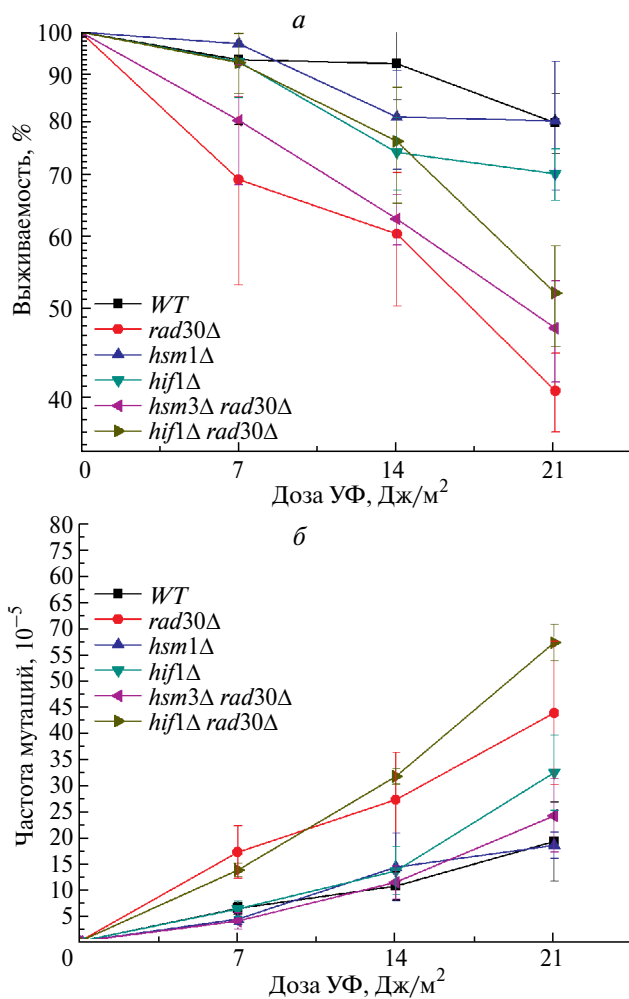 а
100
90
80
70
60
50
40
Выживаемость, %
WT
rad30Δ
hsm1Δ
hif1Δ
hsm3Δ rad30Δ
hif1Δ rad30Δ
0 7 14 21
Доза УФ, Дж/м²
б
80
75
60
65
70
55
50
45
40
35
30
25
20
15
10
5
0
Частота мутаций, 10⁻⁵
WT
rad30Δ
hsm1Δ
hif1Δ
hsm3Δ rad30Δ
hif1Δ rad30Δ
7 14 21
Доза УФ, Дж/м²